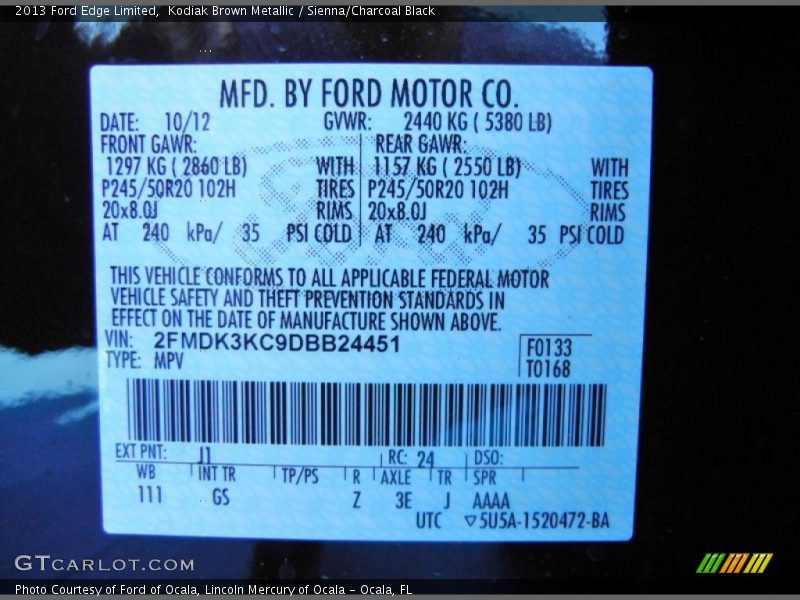 2013 Ford Edge Limited, Kodiak Brown Metallic / Sienna/Charcoal Black
MFD. BY FORD MOTOR CO.
DATE: 10/12 GVWR: 2440 KG ( 5380 LB)
FRONT GAWR: REAR GAWR:
1297 KG ( 2860 LB) WITH 1157 KG ( 2550 LB) WITH
P245/50R20 102H TIRES P245/50R20 102H TIRES
20x8.0J RIMS 20x8.0J RIMS
AT 240 kPa/ 35 PSI COLD AT 240 kPa/ 35 PSI COLD
THIS VEHICLE CONFORMS TO ALL APPLICABLE FEDERAL MOTOR
VEHICLE SAFETY AND THEFT PREVENTION STANDARDS IN
EFFECT ON THE DATE OF MANUFACTURE SHOWN ABOVE.
VIN: 2FMDK3KC9DBB24451
F0133
TYPE: MPV
T0168
EXT PNT: J1 RC: 24 DSO:
WB INT TR TP/PS R AXLE TR SPR
111 GS Z 3E J AAAA
UTC ▽5U5A-1520472-BA
GTCARLOT.COM
Photo Courtesy of Ford of Ocala, Lincoln Mercury of Ocala - Ocala, FL